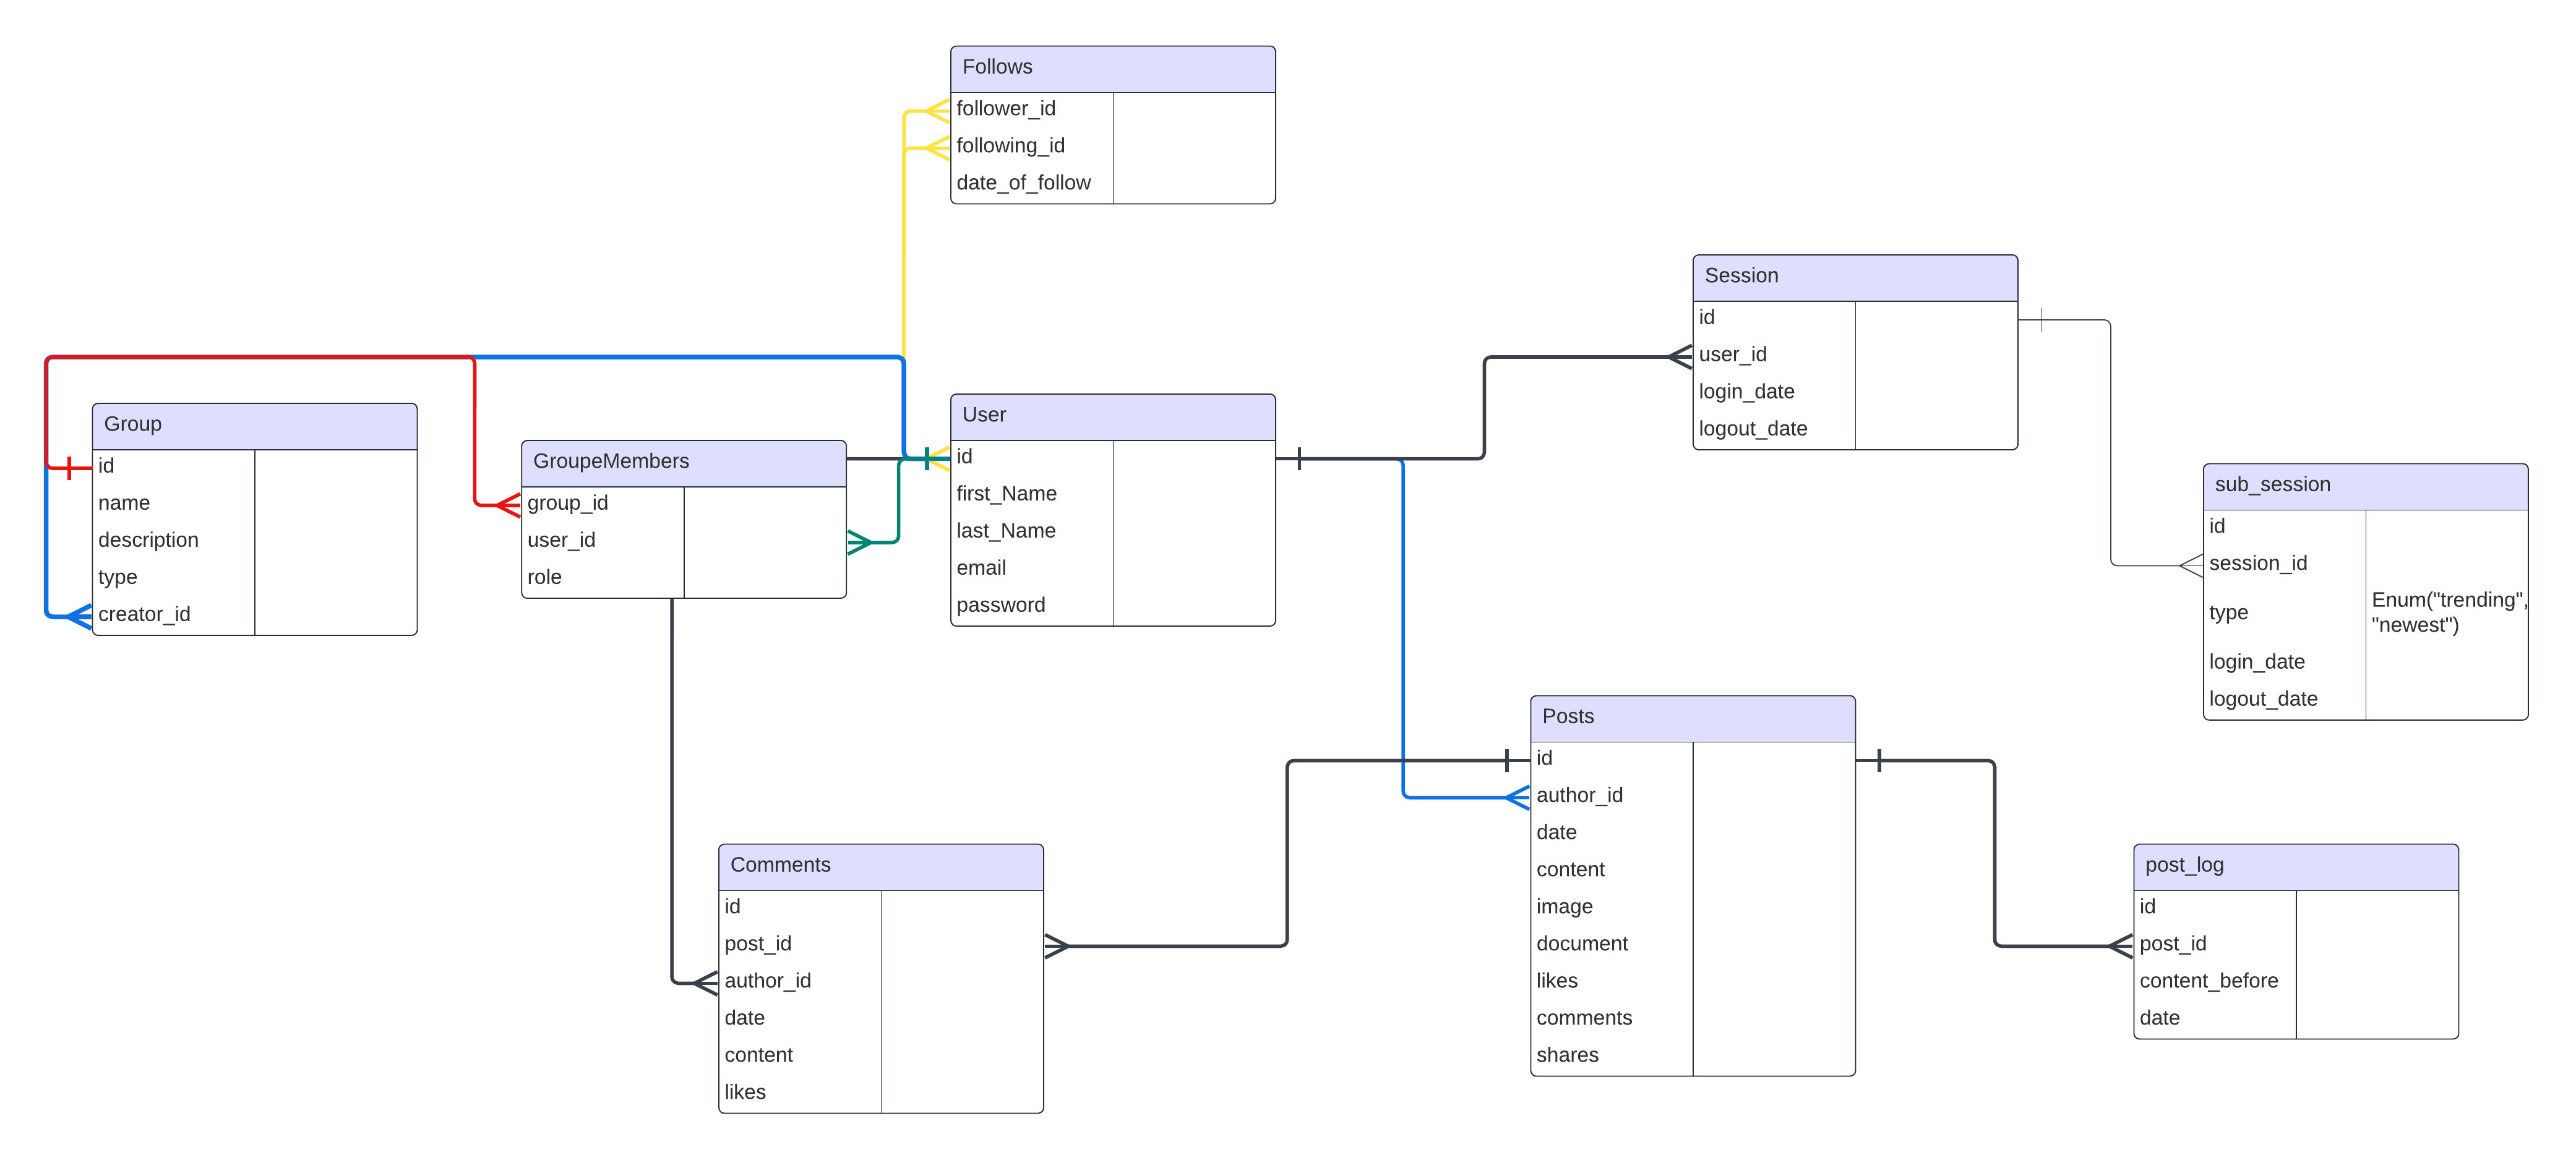 Follows
follower_id
following_id
date_of_follow
Session
id
user_id
login_date
logout_date
Group
id
name
description
type
creator_id
GroupeMembers
group_id
user_id
role
User
id
first_Name
last_Name
email
password
sub_session
id
session_id
type
Enum("trending",
"newest")
login_date
logout_date
Posts
id
author_id
date
content
image
document
likes
comments
shares
Comments
id
post_id
author_id
date
content
likes
post_log
id
post_id
content_before
date